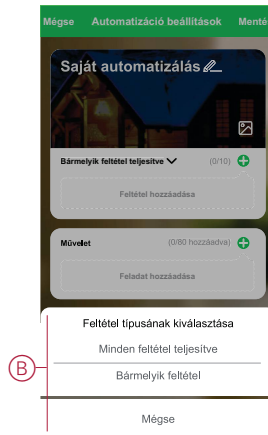 Mégse Automatizáció beállítások Menté
Saját automatizálás
Bármelyik feltétel teljesitve (0/10)
Feltétel hozzáadása
Művelet (0/80 hozzáadva)
Feladat hozzáadása
Feltétel típusának kiválasztása
Minden feltétel teljesítve
B
Bármelyik feltétel
Mégse